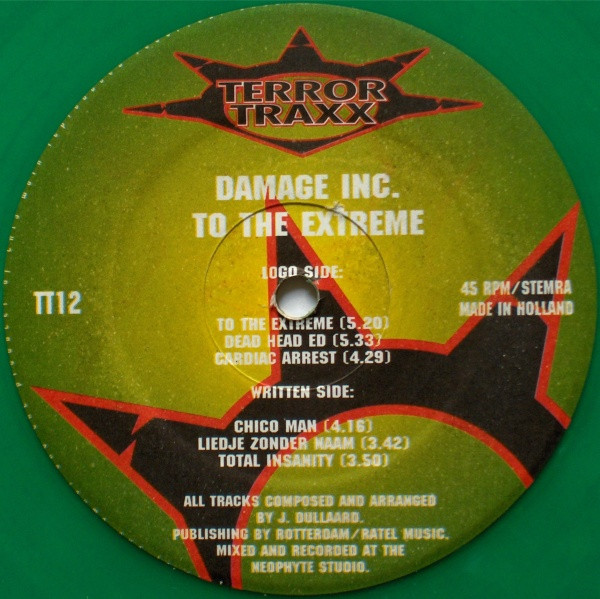 TERROR
TRAXX
DAMAGE INC.
TO THE EXTREME
LOGO SIDE:
TT12
45 RPM/STEMRA
MADE IN HOLLAND
TO THE EXTREME (5.20)
DEAD HEAD ED (5.33)
CARDIAC ARREST (4.29)
WRITTEN SIDE:
CHICO MAN (4.16)
LIEDJE ZONDER NAAM (3.42)
TOTAL INSANITY (3.50)
ALL TRACKS COMPOSED AND ARRANGED
BY J. DULLAARD.
PUBLISHING BY ROTTERDAM/RATEL MUSIC.
MIXED AND RECORDED AT THE
NEOPHYTE STUDIO.